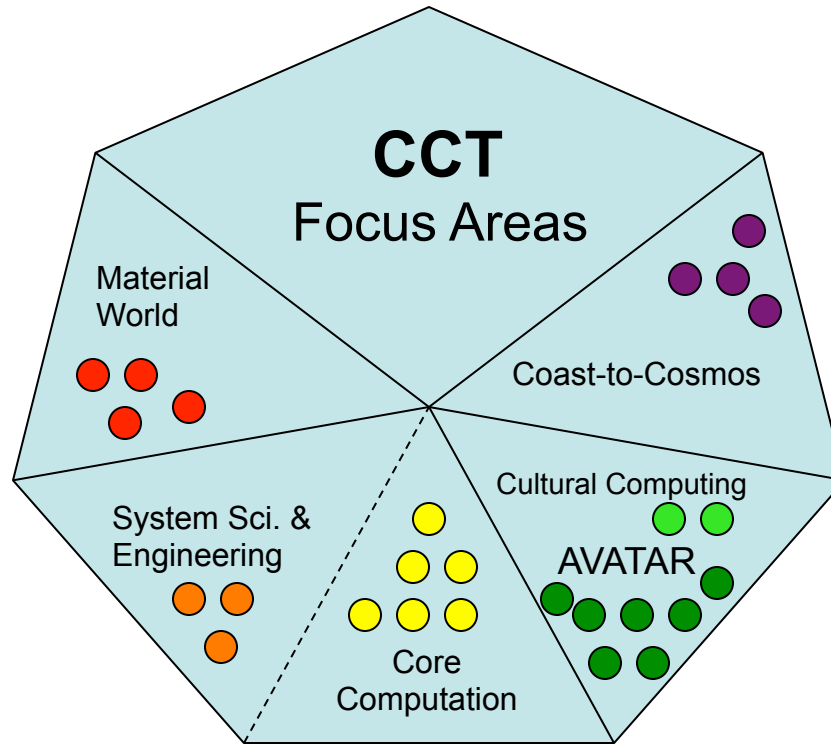 CCT
Focus Areas
Material
World
Coast-to-Cosmos
Cultural Computing
System Sci. &
Engineering
AVATAR
Core
Computation